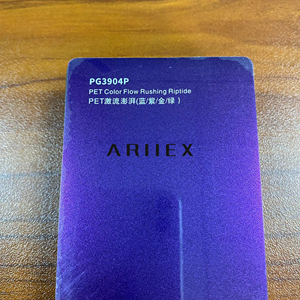 PG3904P
PET Color Flow Rushing Riptide
PET激流澎湃(蓝/紫/金/绿)
ARIIEX